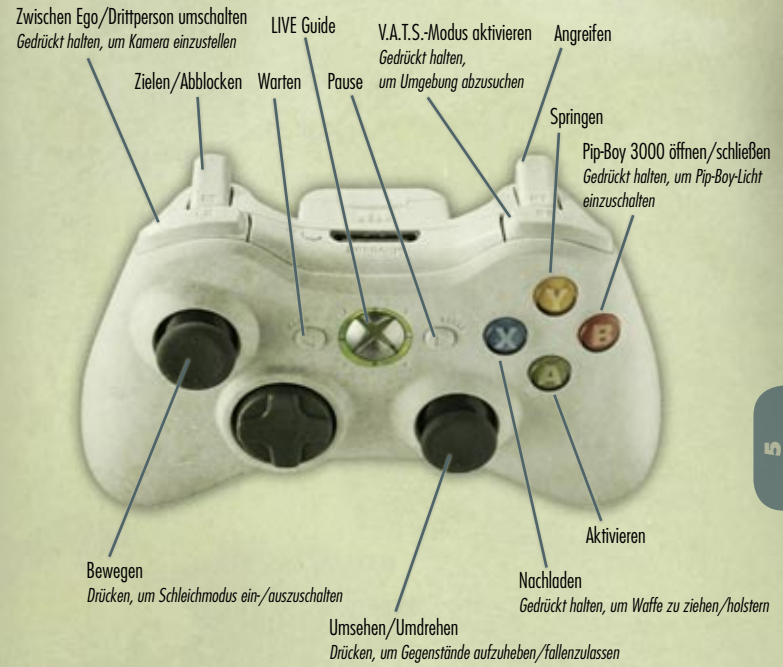 Zwischen Ego/Drittperson umschalten
Gedrückt halten, um Kamera einzustellen
LIVE Guide
V.A.T.S.-Modus aktivieren
Gedrückt halten,
um Umgebung abzusuchen
Angreifen
Zielen/Abblocken
Warten
Pause
Springen
Pip-Boy 3000 öffnen/schließen
Gedrückt halten, um Pip-Boy-Licht
einzuschalten
Y
X
B
A
5
Aktivieren
Bewegen
Drücken, um Schleichmodus ein-/auszuschalten
Nachladen
Gedrückt halten, um Waffe zu ziehen/holstern
Umsehen/Umdrehen
Drücken, um Gegenstände aufzuheben/fallenzulassen